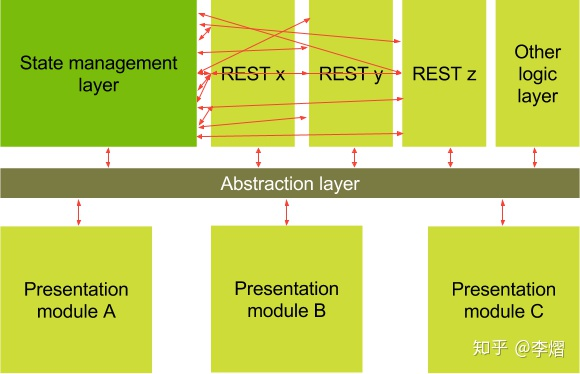 State management
layer
REST x
REST y
REST z
Other
logic
layer
Abstraction layer
Presentation
module A
Presentation
module B
Presentation
module C
知乎 @李熠